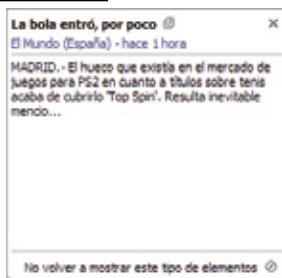 La bola entró, por poco
El Mundo (España) - hace 1 hora
MADRID.- El hueco que existía en el mercado de
juegos para PS2 en cuanto a títulos sobre tenis
acaba de cubrirlo 'Top Spin'. Resulta inevitable
mencio...
No volver a mostrar este tipo de elementos